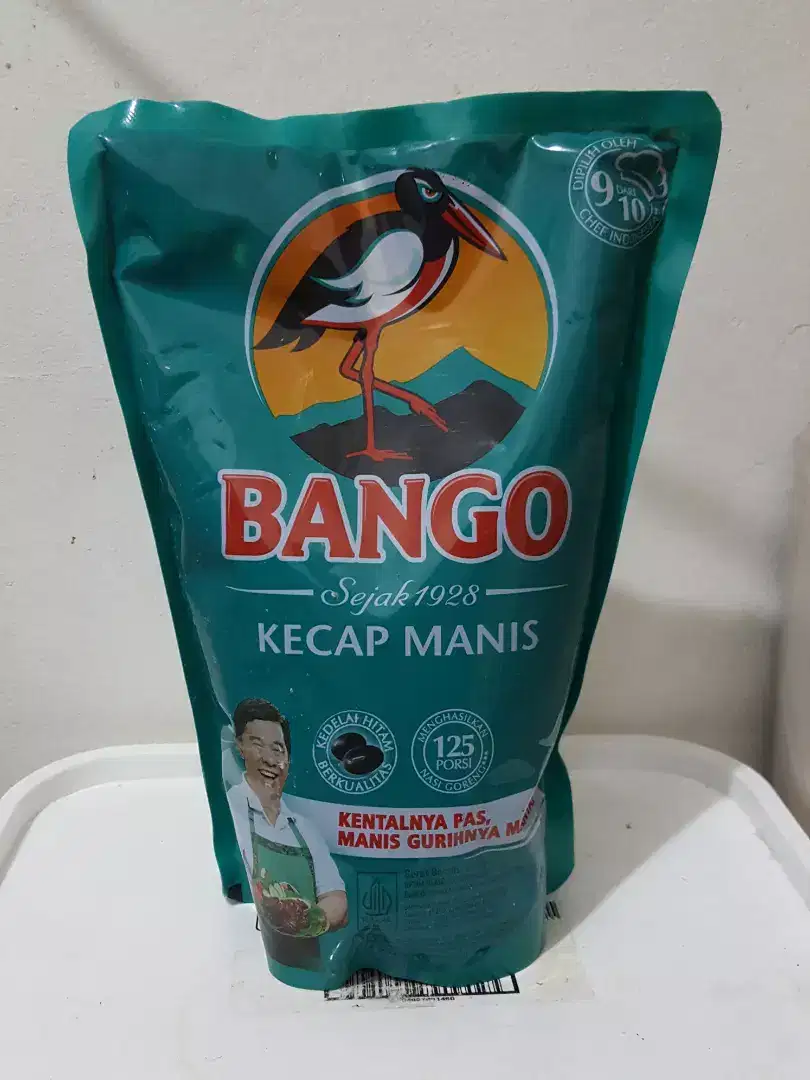 DIPILIH OLEH
9 DARI 10
CHEF INDONESIA
BANGO
Sejak 1928
KECAP MANIS
KEDELAI HITAM
BERKUALITAS
MENGHASILKAN
125
PORSI
NASI GORENG***
KENTALNYA PAS,
MANIS GURIHNYA